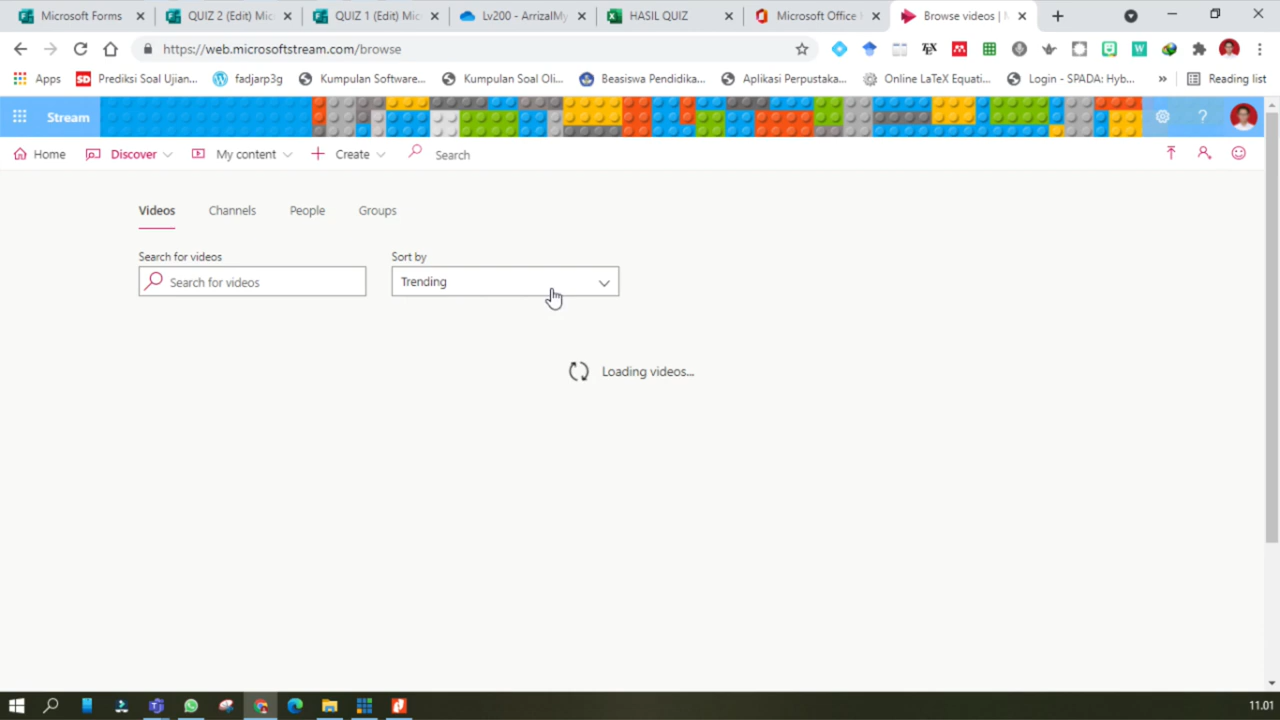 Microsoft Forms
QUIZ 2 (Edit) Mic
QUIZ 1 (Edit) Mic
Lv200 - ArrizalMy
HASIL QUIZ
Microsoft Office
Browse videos | M
https://web.microsoftstream.com/browse
Apps
Prediksi Soal Ujian...
fadjarp3g
Kumpulan Software...
Kumpulan Soal Oli...
Beasiswa Pendidika...
Aplikasi Perpustaka...
Online LaTeX Equati...
Login - SPADA: Hyb...
»
Reading list
Stream
Home
Discover
My content
Create
Search
Videos
Channels
People
Groups
Search for videos
Sort by
Search for videos
Trending
Loading videos...
11.01